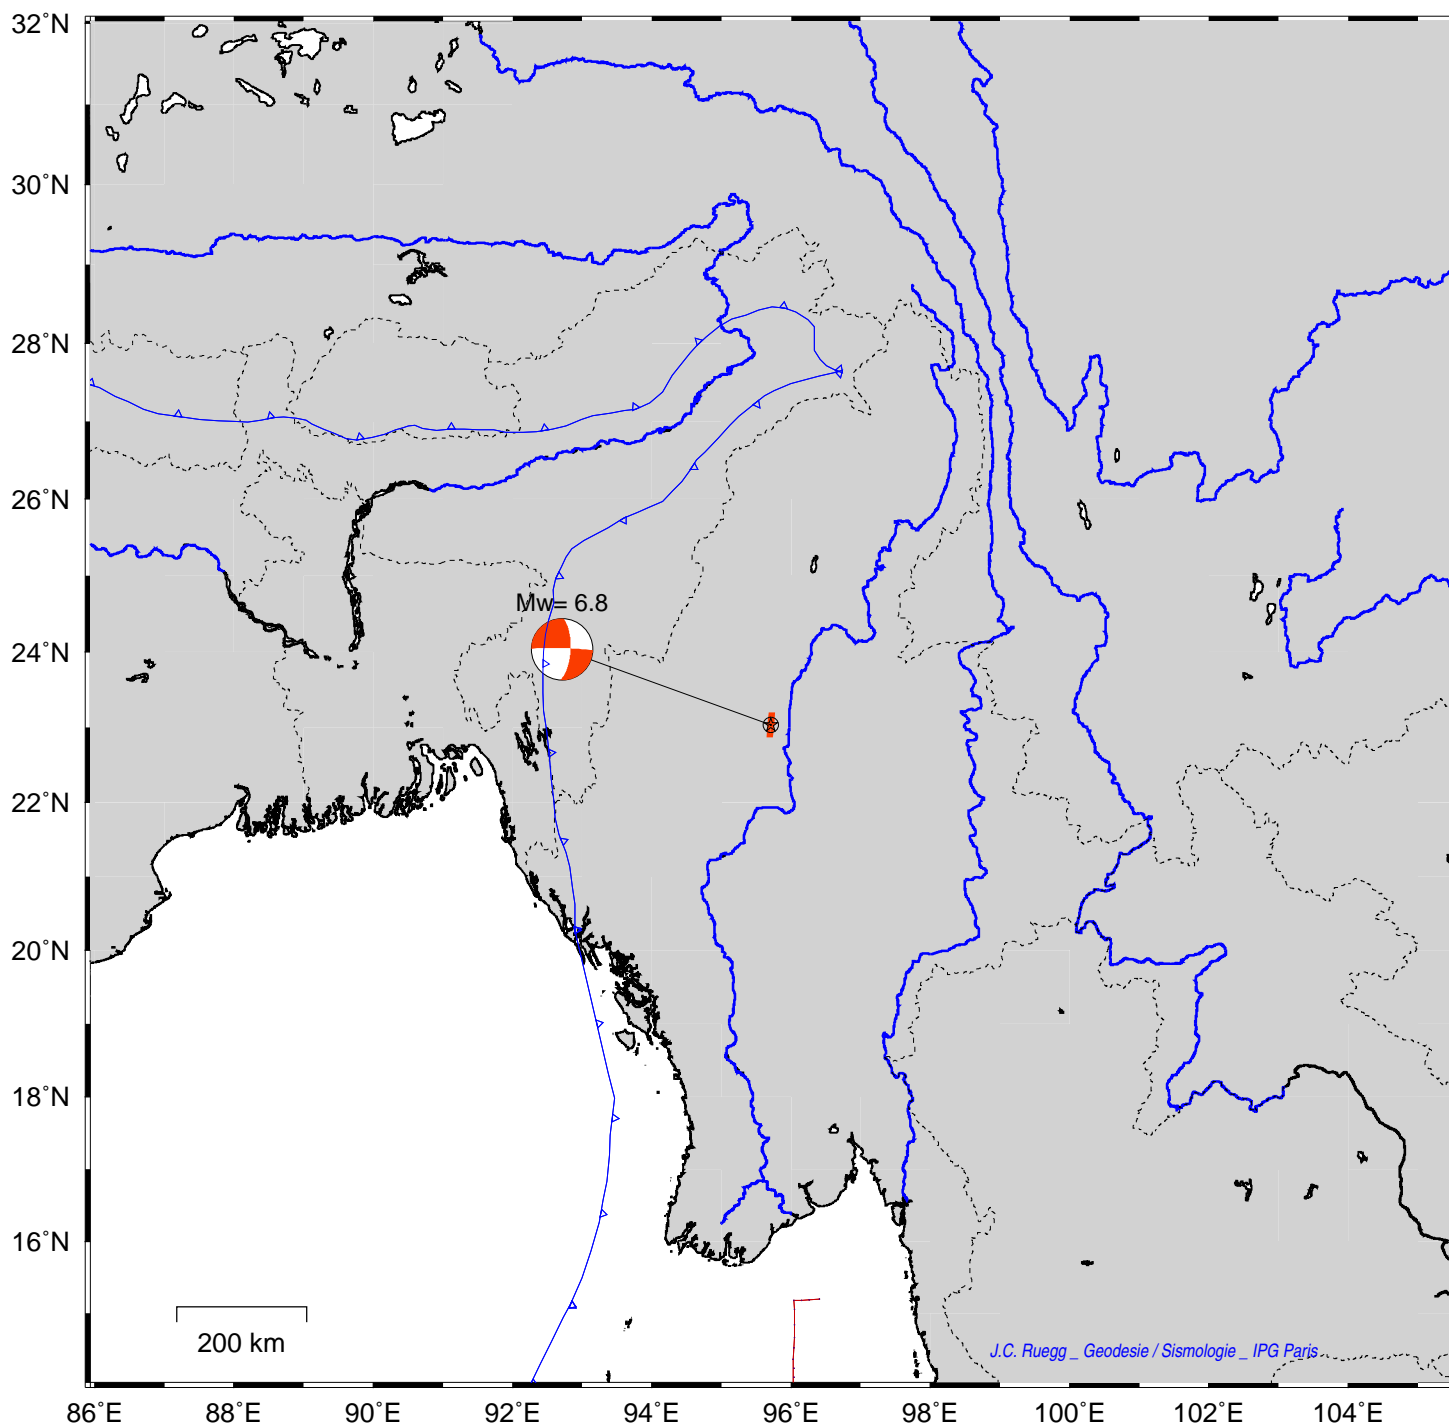 32°N
30°N
28°N
26°N
Mw= 6.8
24°N
22°N
20°N
18°N
16°N
200 km
J.C. Ruegg _ Geodesie / Sismologie _ IPG Paris
86°E 88°E 90°E 92°E 94°E 96°E 98°E 100°E 102°E 104°E